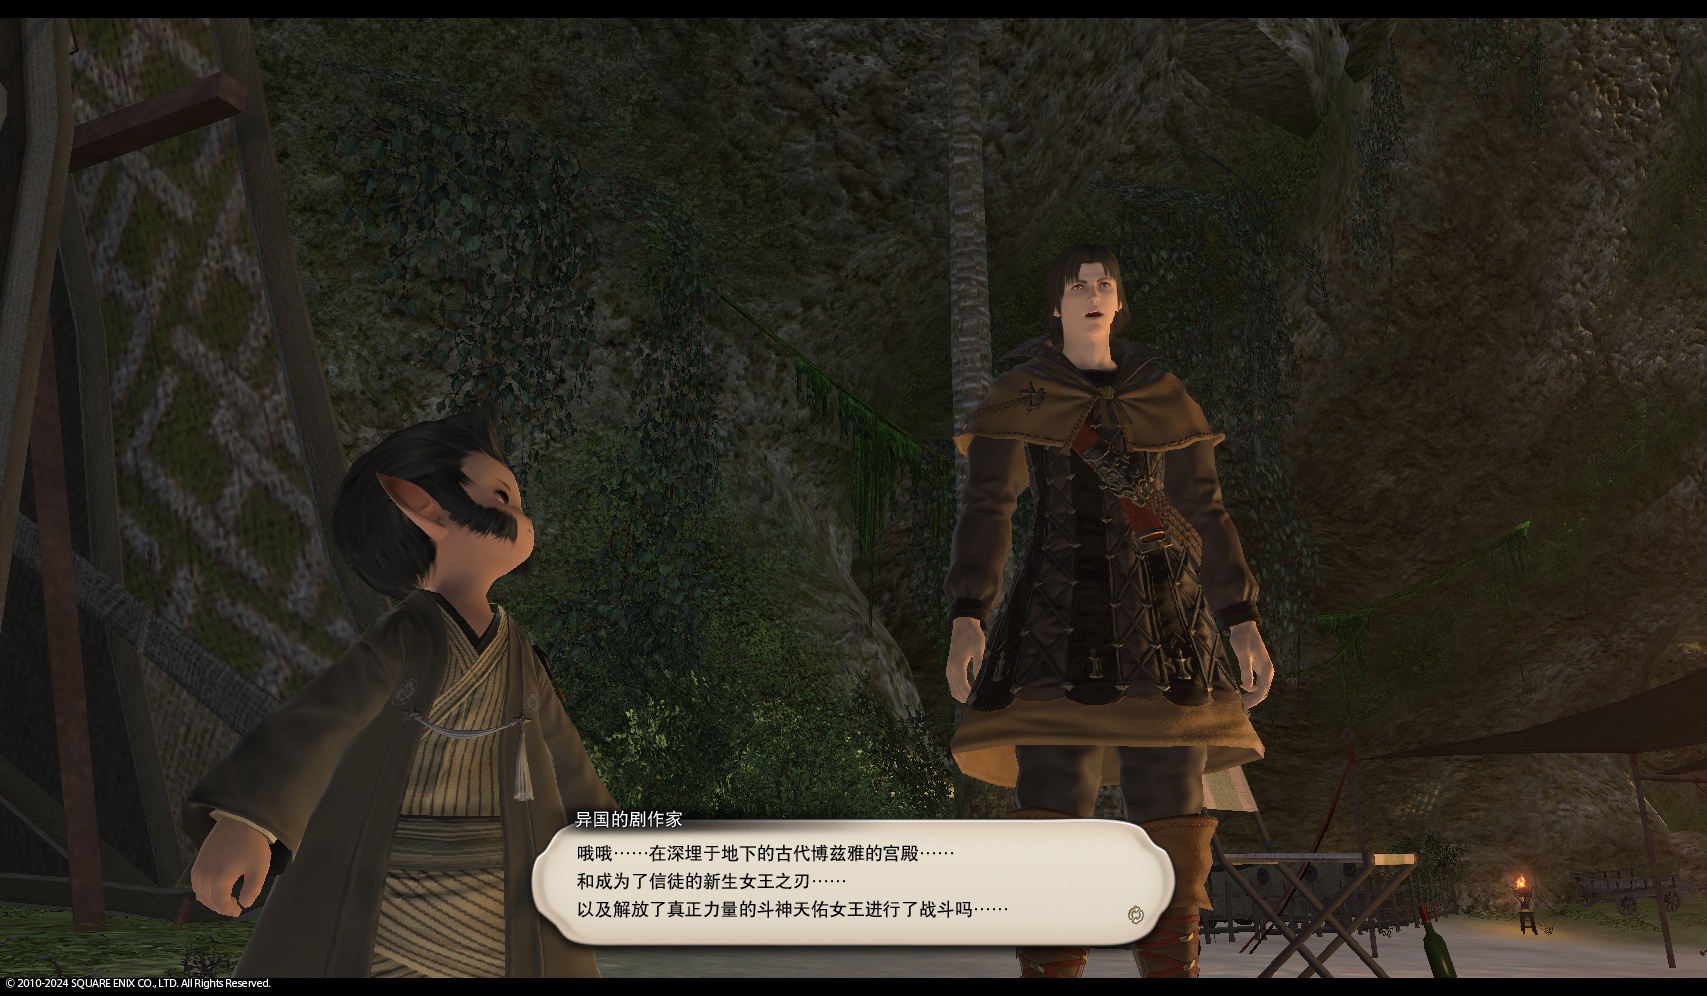 异国的剧作家
哦哦……在深埋于地下的古代博兹雅的宫殿……
和成为了信徒的新生女王之刃……
以及解放了真正力量的斗神天佑女王进行了战斗吗……
© 2010-2024 SQUARE ENIX CO., LTD. All Rights Reserved.